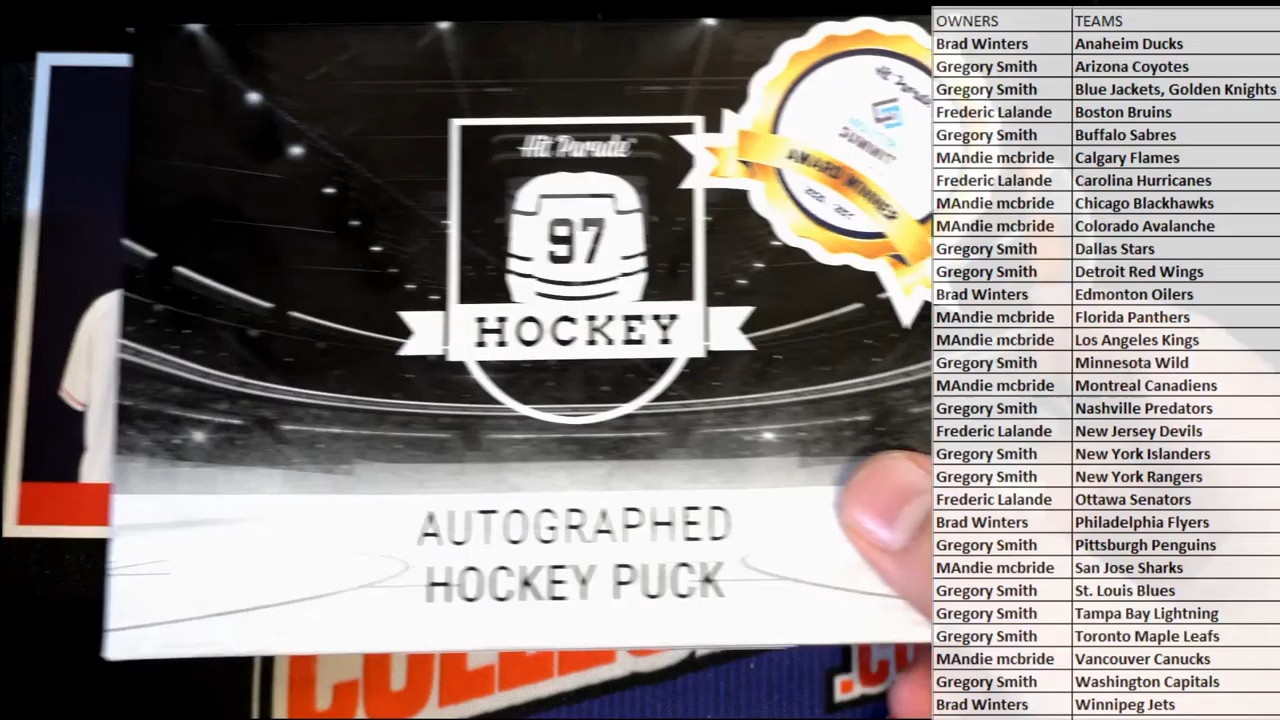 Hit Parade
97
HOCKEY
AUTOGRAPHED
HOCKEY PUCK
Hit Parade
SUMMIT
AWARD WINNER
.CO
OWNERS TEAMS
Brad Winters Anaheim Ducks
Gregory Smith Arizona Coyotes
Gregory Smith Blue Jackets, Golden Knights
Frederic Lalande Boston Bruins
Gregory Smith Buffalo Sabres
MAndie mcbride Calgary Flames
Frederic Lalande Carolina Hurricanes
MAndie mcbride Chicago Blackhawks
MAndie mcbride Colorado Avalanche
Gregory Smith Dallas Stars
Gregory Smith Detroit Red Wings
Brad Winters Edmonton Oilers
MAndie mcbride Florida Panthers
MAndie mcbride Los Angeles Kings
Gregory Smith Minnesota Wild
MAndie mcbride Montreal Canadiens
Gregory Smith Nashville Predators
Frederic Lalande New Jersey Devils
Gregory Smith New York Islanders
Gregory Smith New York Rangers
Frederic Lalande Ottawa Senators
Brad Winters Philadelphia Flyers
Gregory Smith Pittsburgh Penguins
MAndie mcbride San Jose Sharks
Gregory Smith St. Louis Blues
Gregory Smith Tampa Bay Lightning
Gregory Smith Toronto Maple Leafs
MAndie mcbride Vancouver Canucks
Gregory Smith Washington Capitals
Brad Winters Winnipeg Jets